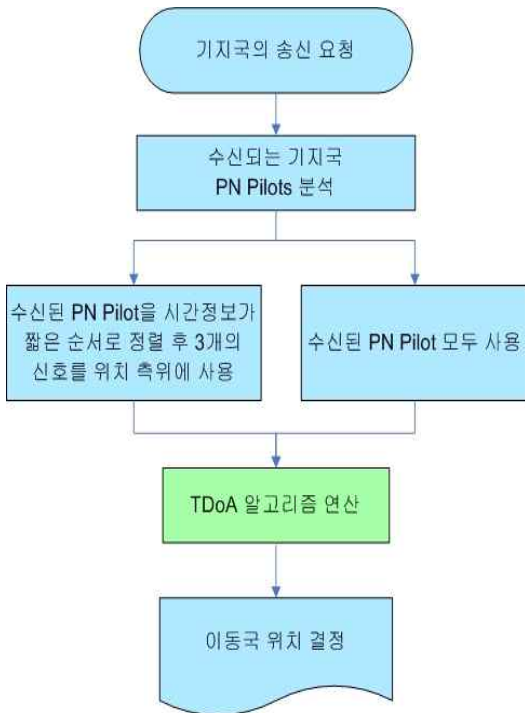 기지국의 송신 요청
수신되는 기지국
PN Pilots 분석
수신된 PN Pilot을 시간정보가
짧은 순서로 정렬 후 3개의
신호를 위치 측위에 사용
수신된 PN Pilot 모두 사용
TDoA 알고리즘 연산
이동국 위치 결정